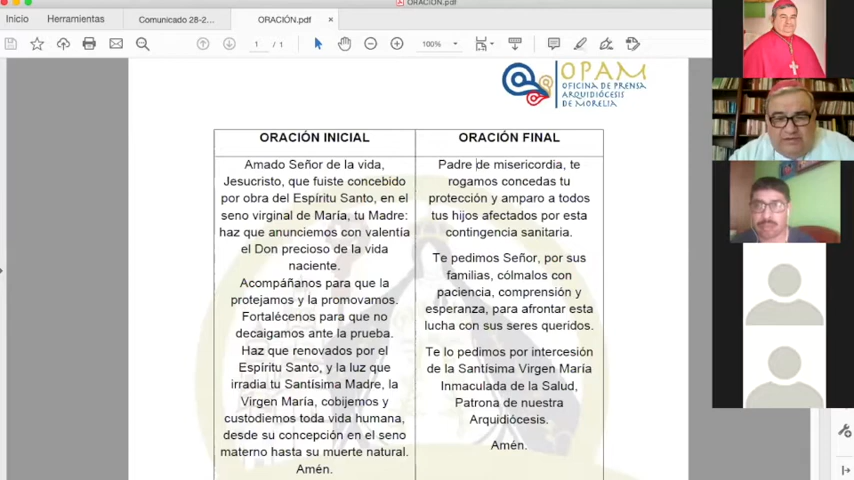 ORACIÓN.pdf
Inicio
Herramientas
Comunicado 28-2...
ORACIÓN.pdf
×
1 / 1
100%
OPAM
OFICINA DE PRENSA
ARQUIDIÓCESIS
DE MORELIA
ORACIÓN INICIAL
Amado Señor de la vida,
Jesucristo, que fuiste concebido
por obra del Espíritu Santo, en el
seno virginal de María, tu Madre:
haz que anunciemos con valentía
el Don precioso de la vida
naciente.
Acompáñanos para que la
protejamos y la promovamos.
Fortalécenos para que no
decaigamos ante la prueba.
Haz que renovados por el
Espíritu Santo, y la luz que
irradia tu Santísima Madre, la
Virgen María, cobijemos y
custodiemos toda vida humana,
desde su concepción en el seno
materno hasta su muerte natural.
Amén.
ORACIÓN FINAL
Padre de misericordia, te
rogamos concedas tu
protección y amparo a todos
tus hijos afectados por esta
contingencia sanitaria.
Te pedimos Señor, por sus
familias, cólmalos con
paciencia, comprensión y
esperanza, para afrontar esta
lucha con sus seres queridos.
Te lo pedimos por intercesión
de la Santísima Virgen María
Inmaculada de la Salud,
Patrona de nuestra
Arquidiócesis.
Amén.